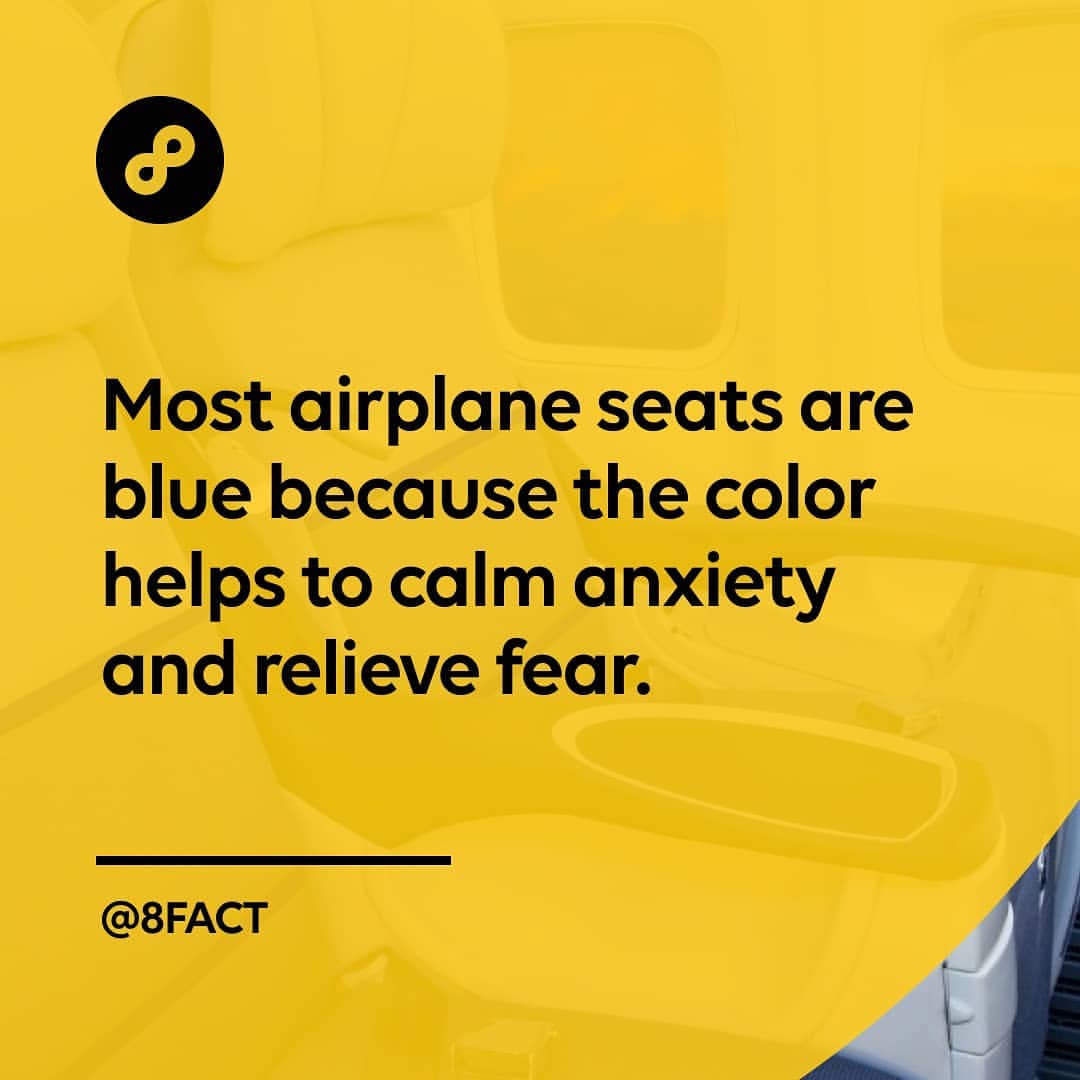 Most airplane seats are
blue because the color
helps to calm anxiety
and relieve fear.
@8FACT